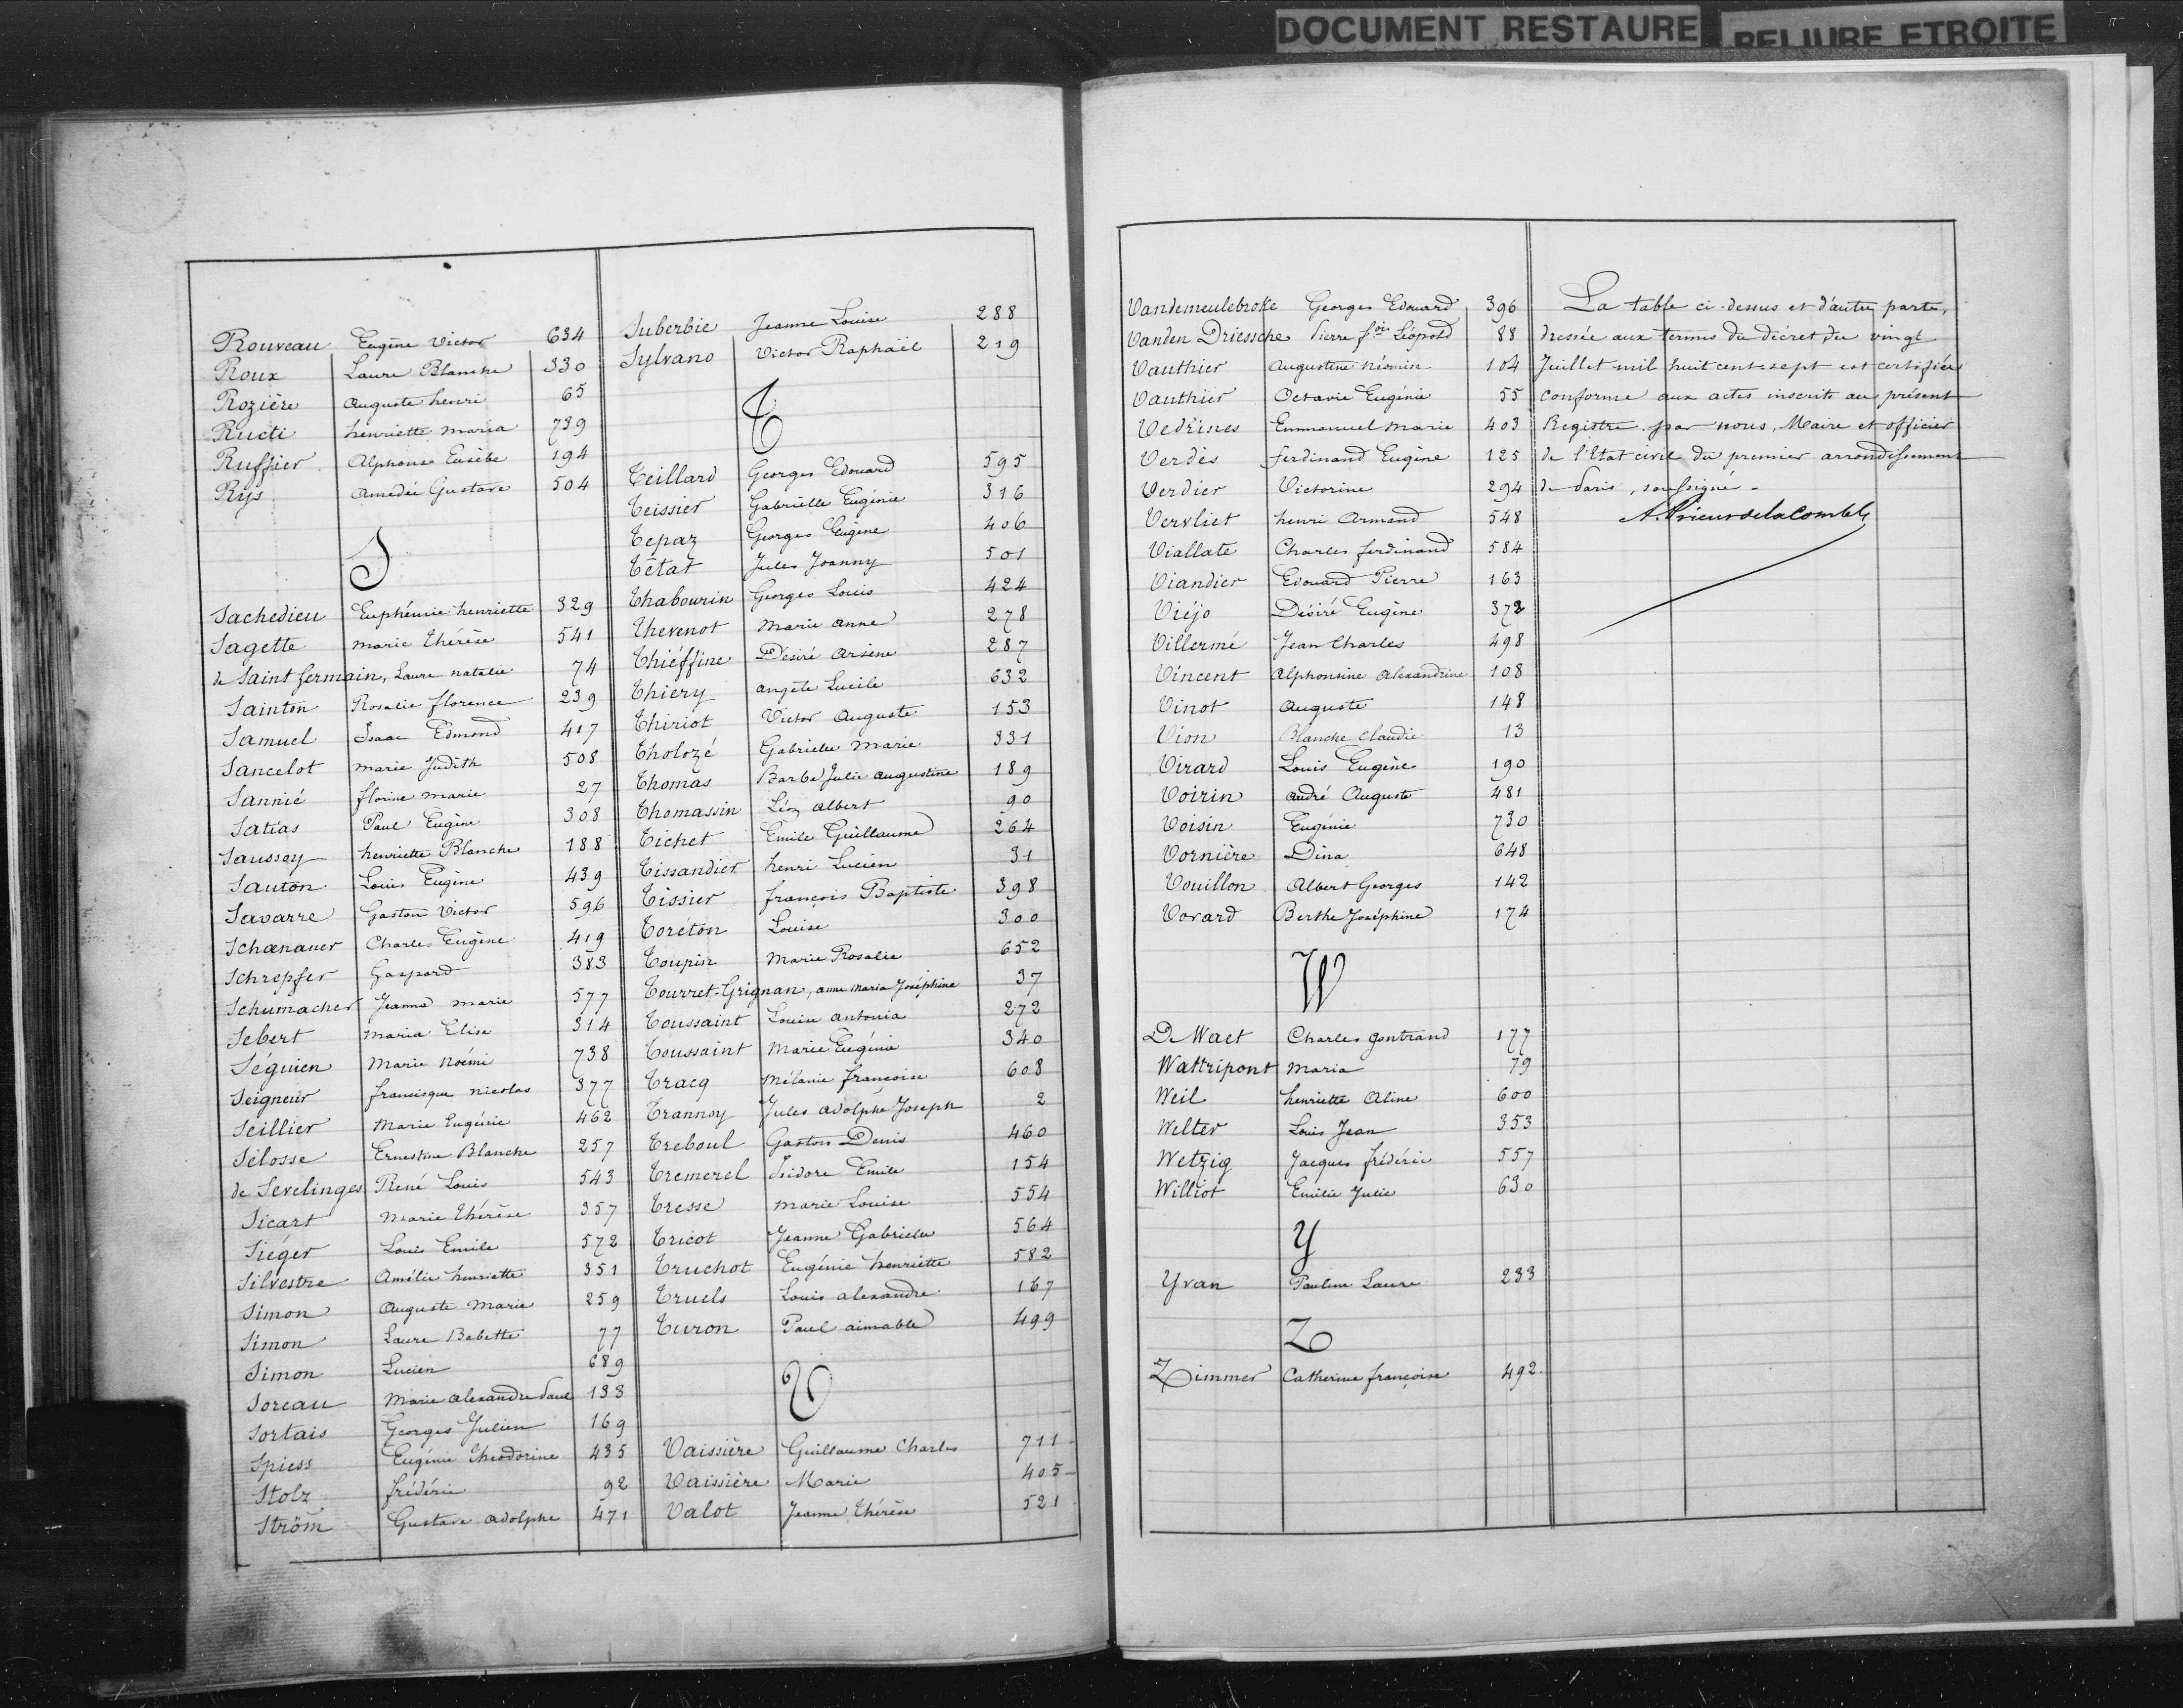 DOCUMENT RESTAURE
RELIURE ETROITE
Rouveau Eugène Victor 634
Roux Laure Blanche 330
Rozière Auguste henri 65
Ructi henriette maria 739
Ruffier Alphonse Eusèbe 194
Rys Amédée Gustave 504
S
Sachedieu Euphémie henriette 329
Sagette marie thérèse 541
de Saint germain, Laure natalie 74
Sainton Rosalie florence 239
Samuel Isaac Edmond 417
Sancelot marie Judith 508
Sannié florine marie 27
Satias Paul Eugène 308
Saussay henriette Blanche 188
Sauton Louis Eugène 439
Savarre Gaston Victor 596
Schœnauer Charles Eugène 419
Schrepfer Gaspard 383
Schumacher Jeanne marie 577
Sebert maria Elise 314
Séguien Marie Noémi 738
Seigneur francisque nicolas 377
Seillier Marie Eugénie 462
Sélosse Ernestine Blanche 257
de Sevelinges René Louis 543
Sicart Marie thérèse 357
Siéger Louis Emile 572
Silvestre Amélie henriette 351
Simon Auguste Marie 259
Simon Laure Babette 77
Simon Lucien 689
Soreau Marie alexandre Paul 133
Sortais Georges Julien 169
Spiess Eugénie théodorine 435
Stolz frédéric 92
Ström Gustave adolphe 471
Suberbie Jeanne Louise 288
Sylvano Victor Raphaël 219
T
Teillard Georges Edouard 595
Teissier Gabrielle Eugénie 316
Tepaz Georges Eugène 406
Tétat Jules Joanny 501
Thabourin Georges Louis 424
Thevenot Marie anne 278
Thiéffine Désiré Arsène 287
Thiery angèle Lucile 632
Thiriot Victor Auguste 153
Tholozé Gabrielle Marie 331
Thomas Barbe Julie augustine 189
Thomassin Léon albert 90
Tichet Emile Guillaume 264
Tissandier henri Lucien 31
Tissier françois Baptiste 398
Toréton Louise 300
Toupin Marie Rosalie 652
Tourret-Grignan, anne maria Joséphine 37
Toussaint Louise antonia 272
Toussaint Marie Eugénie 340
Tracq Mélanie françoise 608
Trannoy Jules adolphe Joseph 2
Treboul Gaston Denis 460
Tremerel Isidore Emile 154
Tresse marie Louise 554
Tricot Jeanne Gabrielle 564
Truchot Eugénie henriette 582
Truels Louis alexandre 167
Turon Paul aimable 499
V
Vaissière Guillaume Charles 711
Vaissière Marie 405
Valot Jeanne thérèse 521
Vandemeulebroke Georges Edouard 396
Vanden Driessche Pierre fois Léopold 88
Vauthier Augustine Néomise 104
Vauthier Octavie Eugénie 55
Vedrines Emmanuel marie 403
Verdès ferdinand Eugène 125
Verdier Victorine 294
Vervliet henri Armand 548
Viallate Charles ferdinand 584
Viandier Edouard Pierre 163
Viéjo Désiré Eugène 372
Villermé Jean Charles 498
Vincent Alphonsine Alexandrine 108
Vinot Auguste 148
Vion Blanche Claudie 13
Virard Louis Eugène 190
Voirin André Auguste 481
Voisin Eugénie 730
Vornière Dina 648
Vouillon Albert Georges 142
Vovard Berthe Joséphine 174
W
De Waet Charles gontrand 177
Wattripont Maria 79
Weil henriette Aline 600
Welter Louis Jean 353
Wetzig Jacques frédéric 557
Williot Emilie Julie 630
Y
Yvan Pauline Laure 233
Z
Zimmer Catherine françoise 492
La table ci-dessus et d'autre parte,
dressée aux termes du décret du vingt
Juillet mil huit cent sept est certifiée
conforme aux actes inscrits au présent
Registre par nous, Maire et officier
de l'Etat civil du premier arrondissement
de Paris, soussigné -
A. Prieur de la Comble